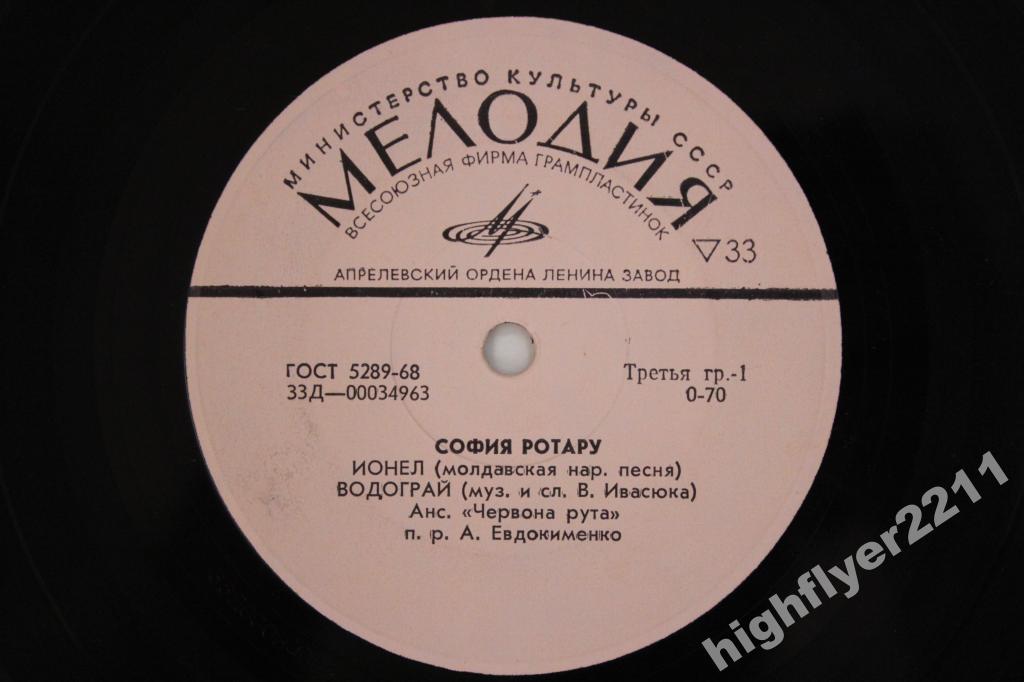 МИНИСТЕРСТВО КУЛЬТУРЫ СССР
МЕЛОДИЯ
ВСЕСОЮЗНАЯ ФИРМА ГРАМПЛАСТИНОК
▽33
АПРЕЛЕВСКИЙ ОРДЕНА ЛЕНИНА ЗАВОД
ГОСТ 5289-68
33Д—00034963
Третья гр.-1
0-70
СОФИЯ РОТАРУ
ИОНЕЛ (молдавская нар. песня)
ВОДОГРАЙ (муз. и сл. В. Ивасюка)
Анс. «Червона рута»
п. р. А. Евдокименко
highflyer2211